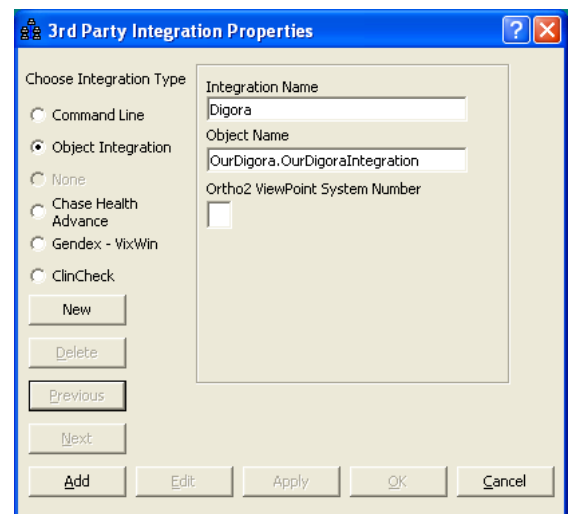 3rd Party Integration Properties
Choose Integration Type
Command Line
Object Integration
None
Chase Health
Advance
Gendex - VixWin
ClinCheck
New
Delete
Previous
Next
Integration Name
Digora
Object Name
OurDigora.OurDigoraIntegration
Ortho2 ViewPoint System Number
Add
Edit
Apply
OK
Cancel